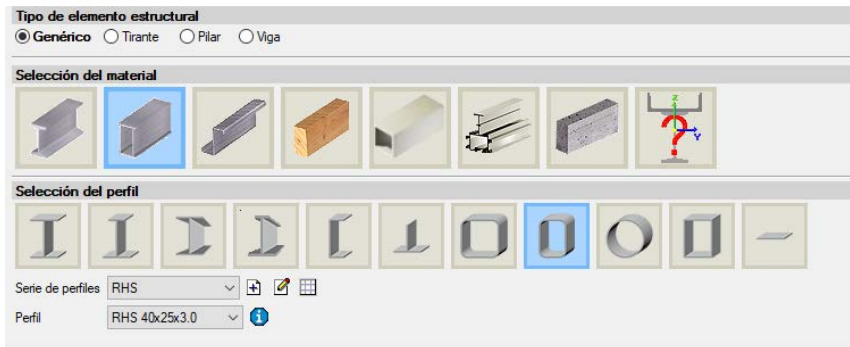 Tipo de elemento estructural
Genérico Tirante Pilar Viga
Selección del material
z
?
Y
Selección del perfil
Serie de perfiles RHS
Perfil RHS 40x25x3.0